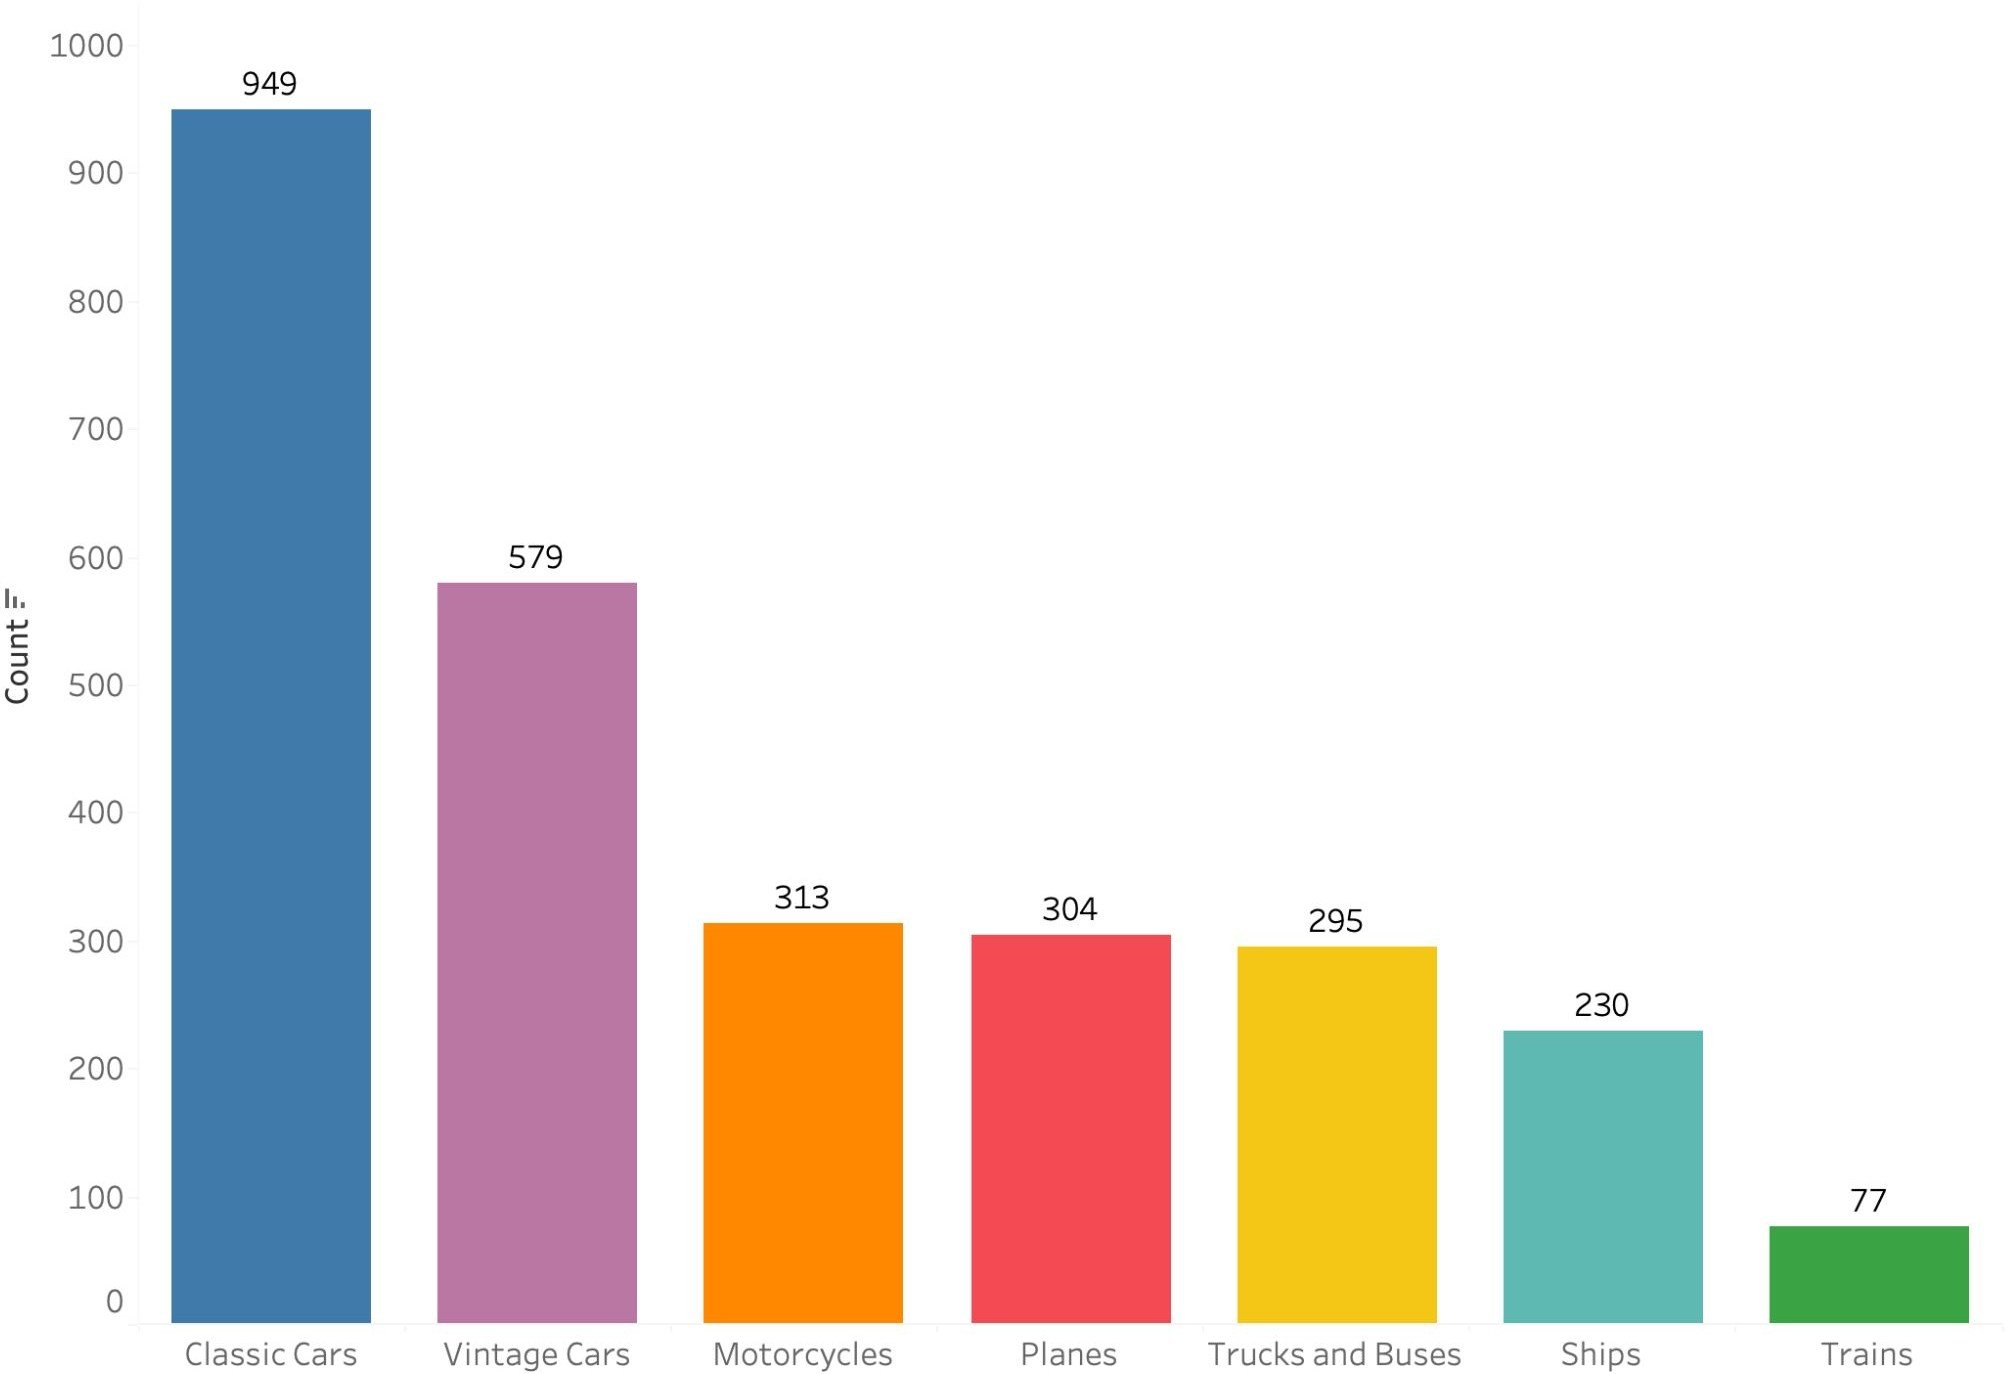 Count
1000
900
800
700
600
500
400
300
200
100
0
949
579
313
304
295
230
77
Classic Cars
Vintage Cars
Motorcycles
Planes
Trucks and Buses
Ships
Trains